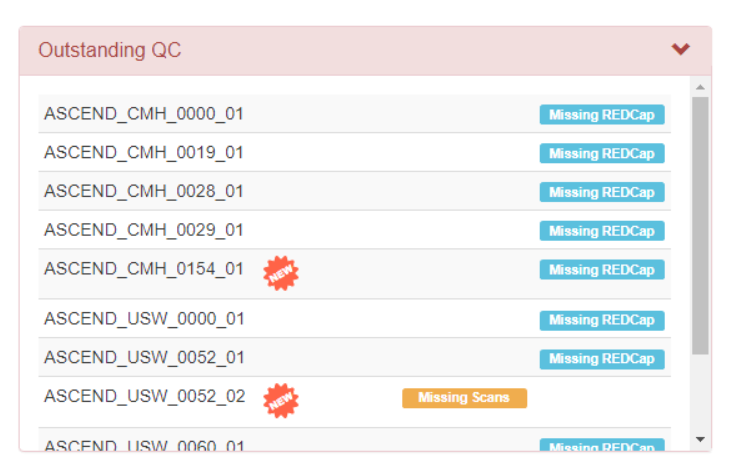 Outstanding QC
ASCEND_CMH_0000_01 Missing REDCap
ASCEND_CMH_0019_01 Missing REDCap
ASCEND_CMH_0028_01 Missing REDCap
ASCEND_CMH_0029_01 Missing REDCap
ASCEND_CMH_0154_01 NEW Missing REDCap
ASCEND_USW_0000_01 Missing REDCap
ASCEND_USW_0052_01 Missing REDCap
ASCEND_USW_0052_02 NEW Missing Scans
ASCEND_USW_0060_01 Missing REDCap